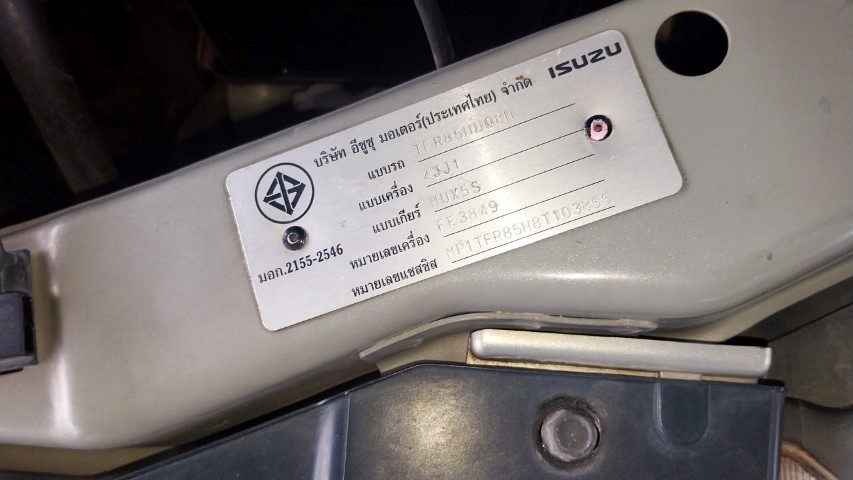 ISUZU
บริษัท อีซูซุ มอเตอร์(ประเทศไทย) จำกัด
แบบรถ
แบบเครื่อง 4JJ1
แบบเกียร์ MUX5S
หมายเลขเครื่อง FE3849
หมายเลขแชสซิส MP1TFR85H8T103855
มอก.2155-2546